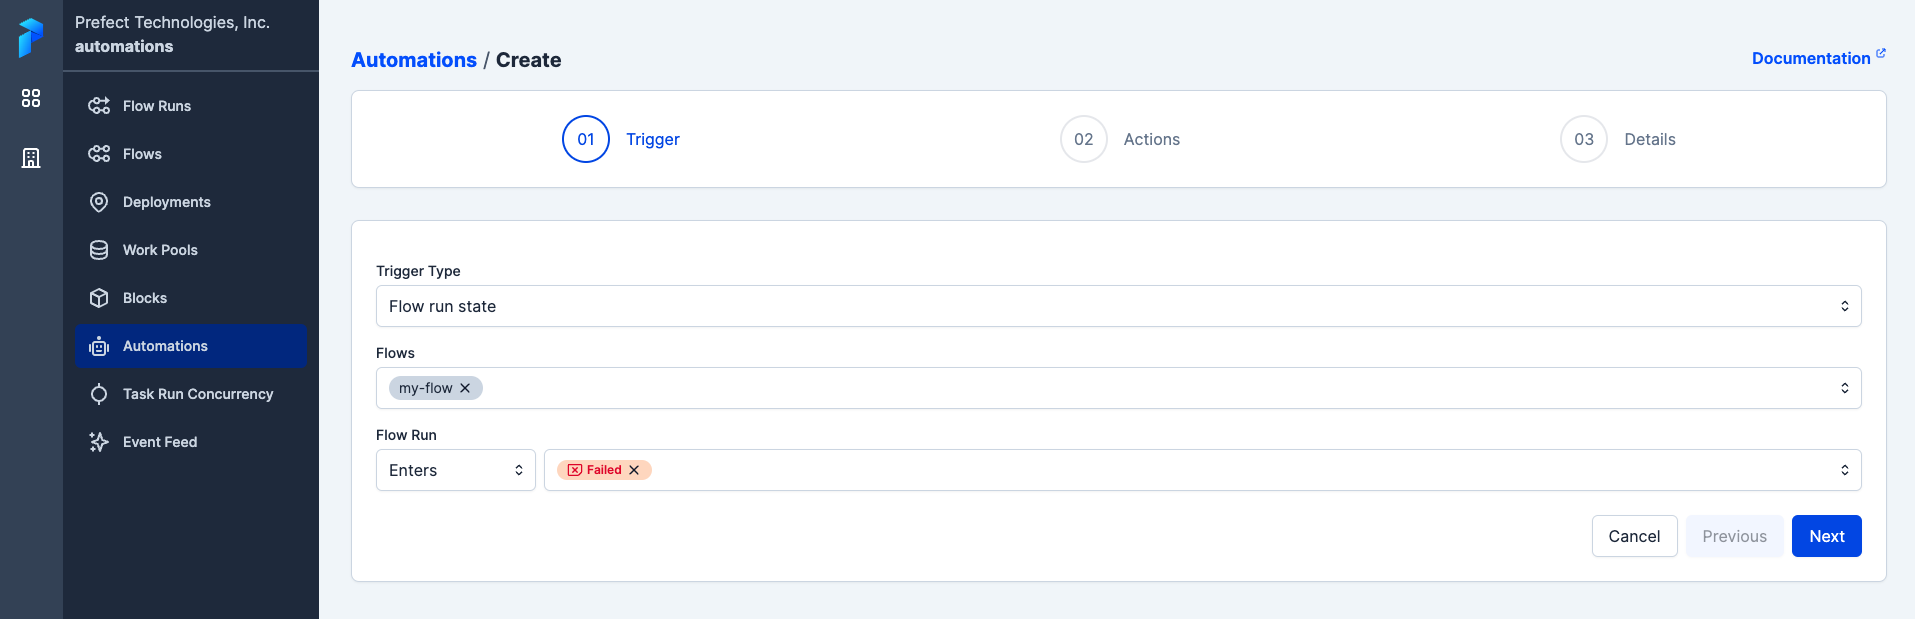 Prefect Technologies, Inc.
automations
Flow Runs
Flows
Deployments
Work Pools
Blocks
Automations
Task Run Concurrency
Event Feed
Automations / Create
Documentation
01 Trigger
02 Actions
03 Details
Trigger Type
Flow run state
Flows
my-flow
Flow Run
Enters
Failed
Cancel
Previous
Next